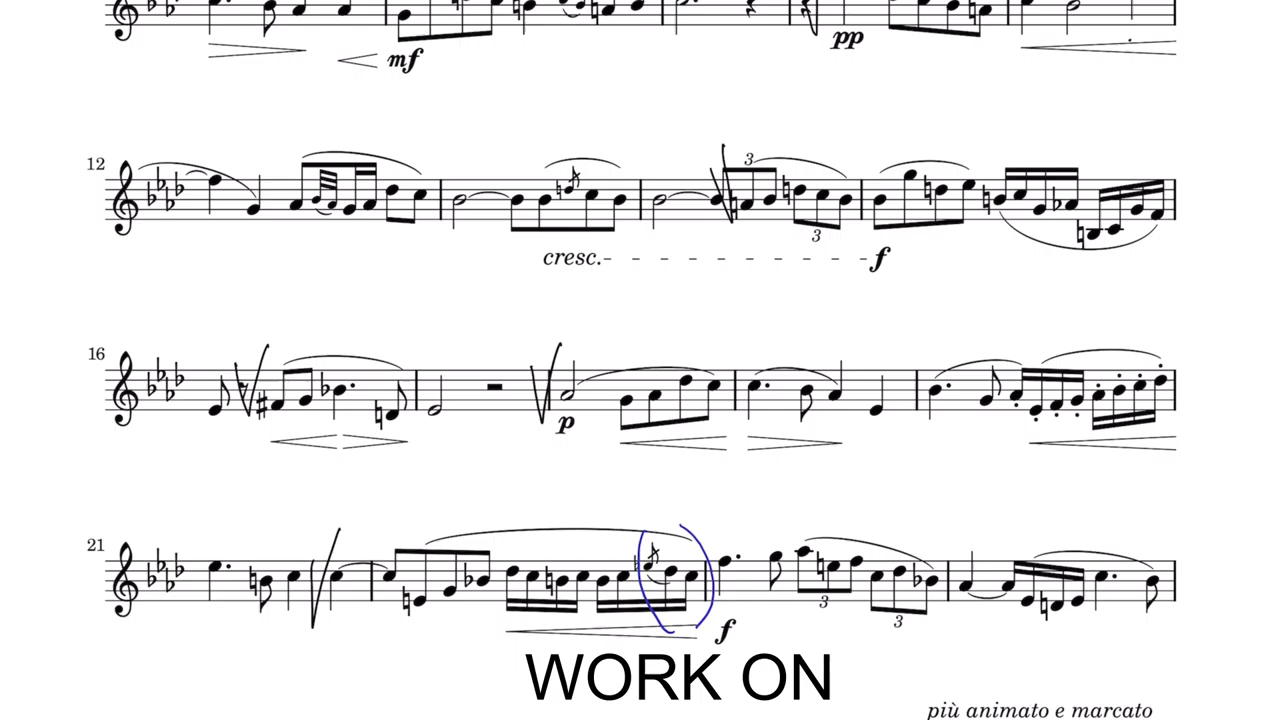 pp
mf
12
3
3
cresc.
f
16
p
21
3
3
f
WORK ON
più animato e marcato